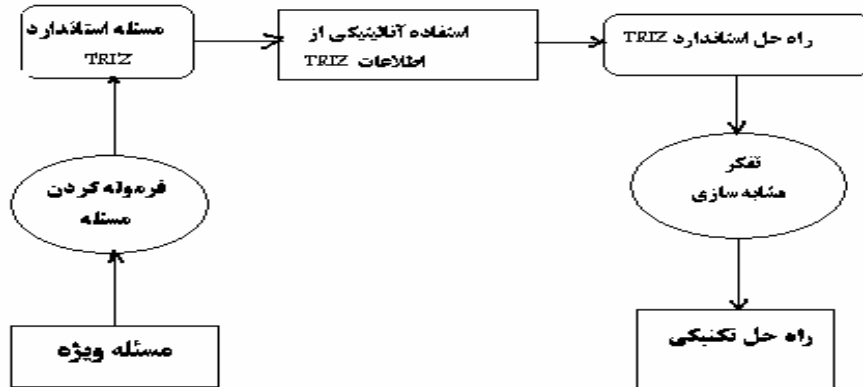 مسئله استاندارد
TRIZ
استفاده آنالیتیکی از
اطلاعات TRIZ
راه حل استاندارد TRIZ
فرموله کردن
مسئله
تفکر
مشابه سازی
مسئله ویژه
راه حل تکنیکی